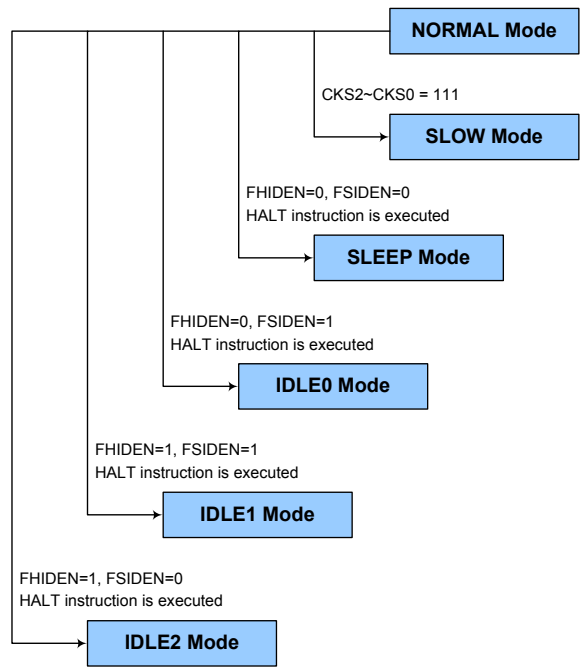 NORMAL Mode
CKS2~CKS0 = 111
SLOW Mode
FHIDEN=0, FSIDEN=0
HALT instruction is executed
SLEEP Mode
FHIDEN=0, FSIDEN=1
HALT instruction is executed
IDLE0 Mode
FHIDEN=1, FSIDEN=1
HALT instruction is executed
IDLE1 Mode
FHIDEN=1, FSIDEN=0
HALT instruction is executed
IDLE2 Mode